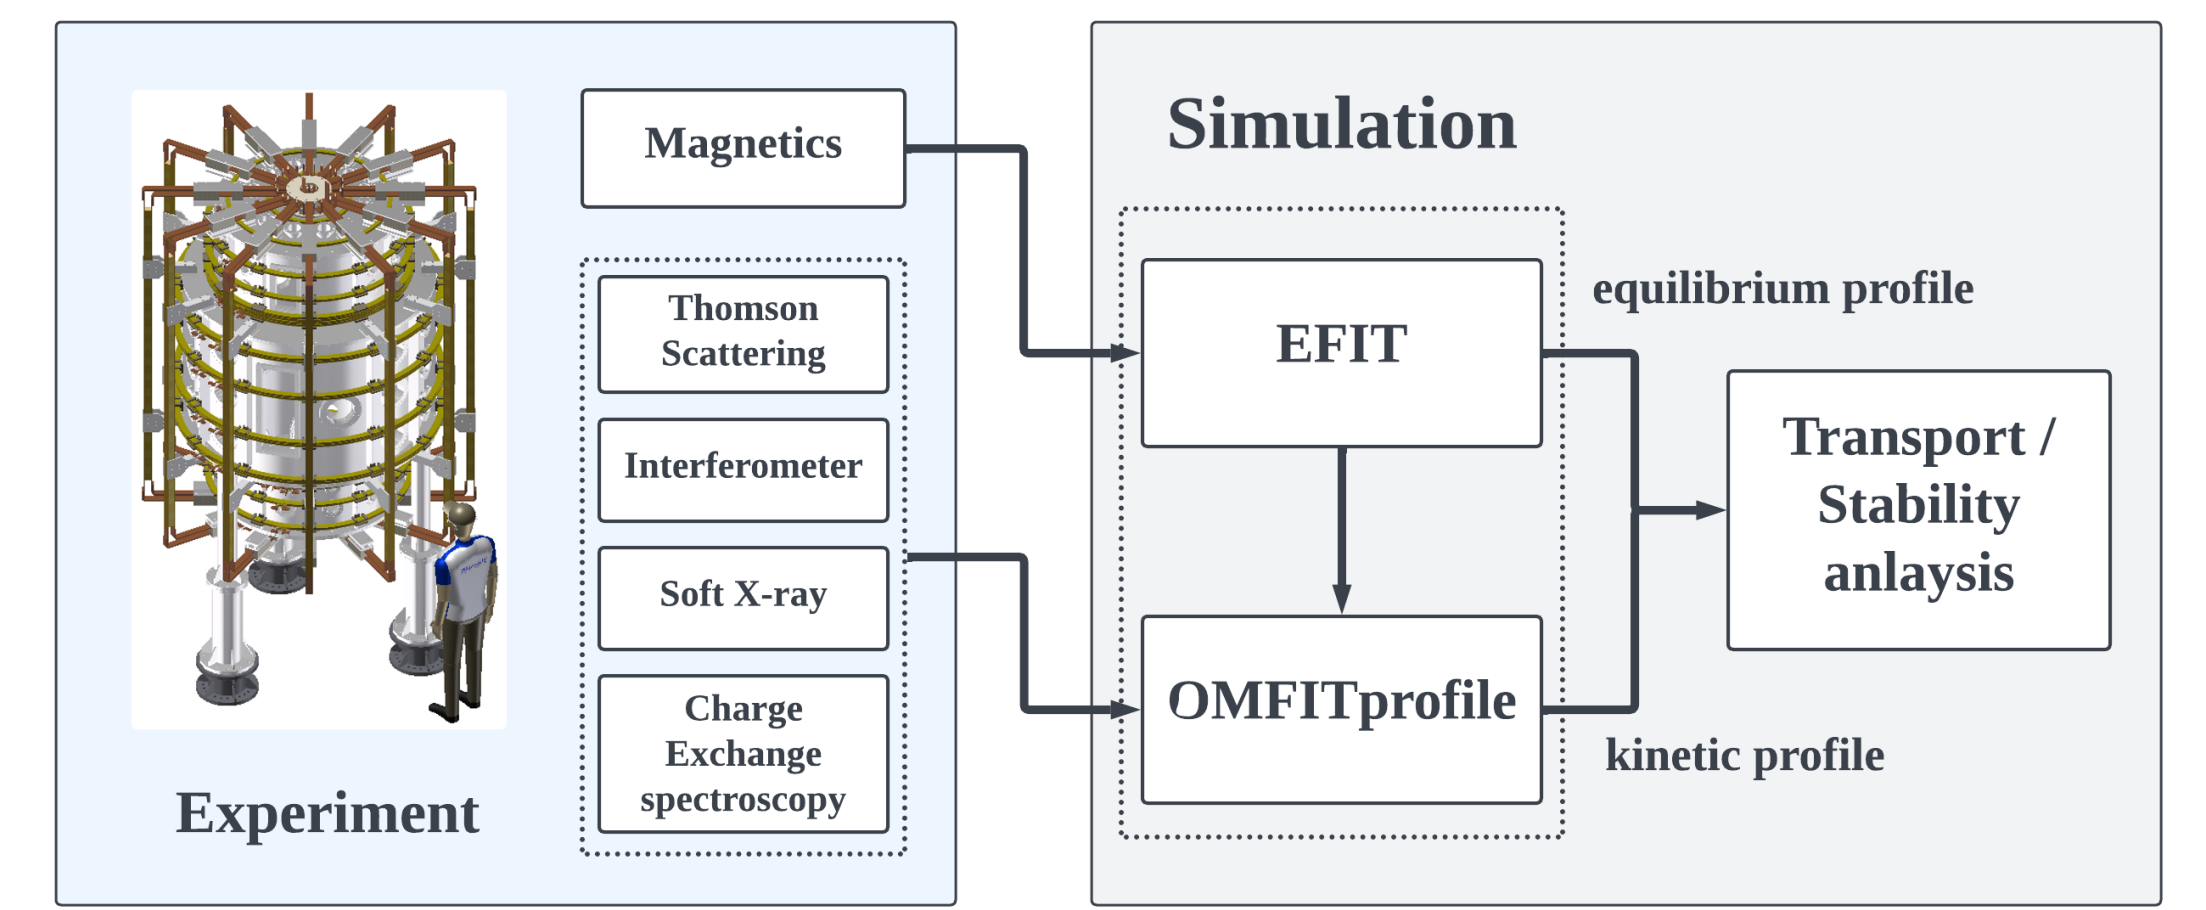 Magnetics
Thomson
Scattering
Interferometer
Soft X-ray
Charge
Exchange
spectroscopy
Experiment
Simulation
EFIT
OMFITprofile
equilibrium profile
kinetic profile
Transport /
Stability
anlaysis